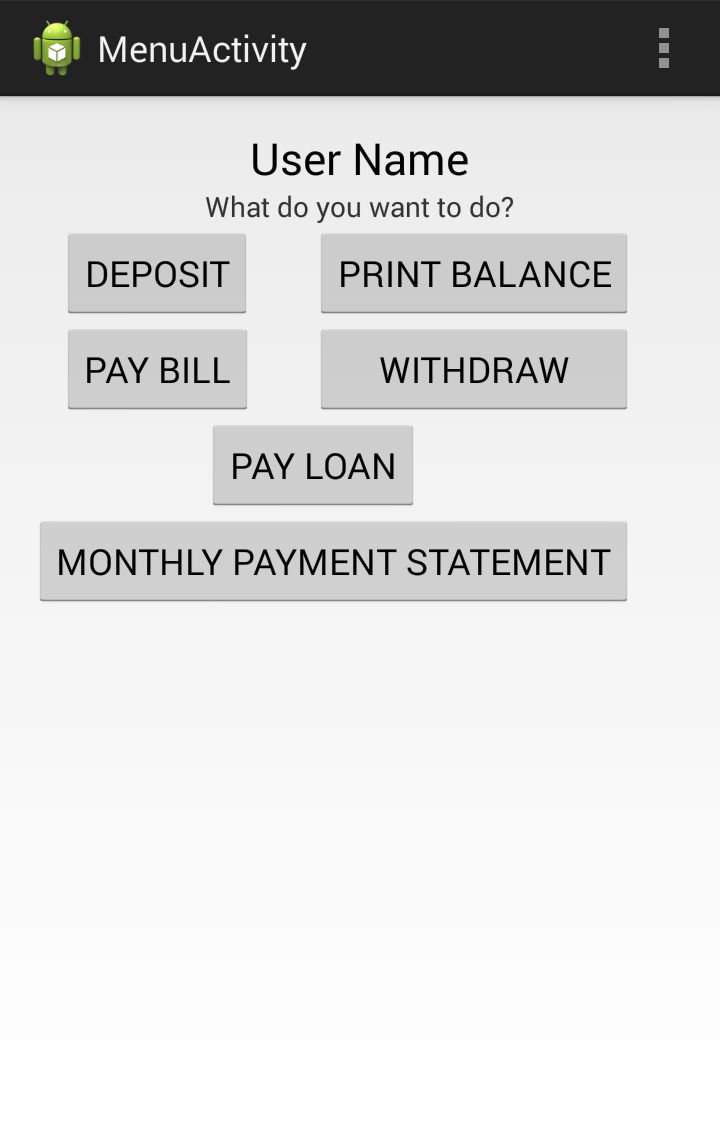 MenuActivity
User Name
What do you want to do?
DEPOSIT
PRINT BALANCE
PAY BILL
WITHDRAW
PAY LOAN
MONTHLY PAYMENT STATEMENT